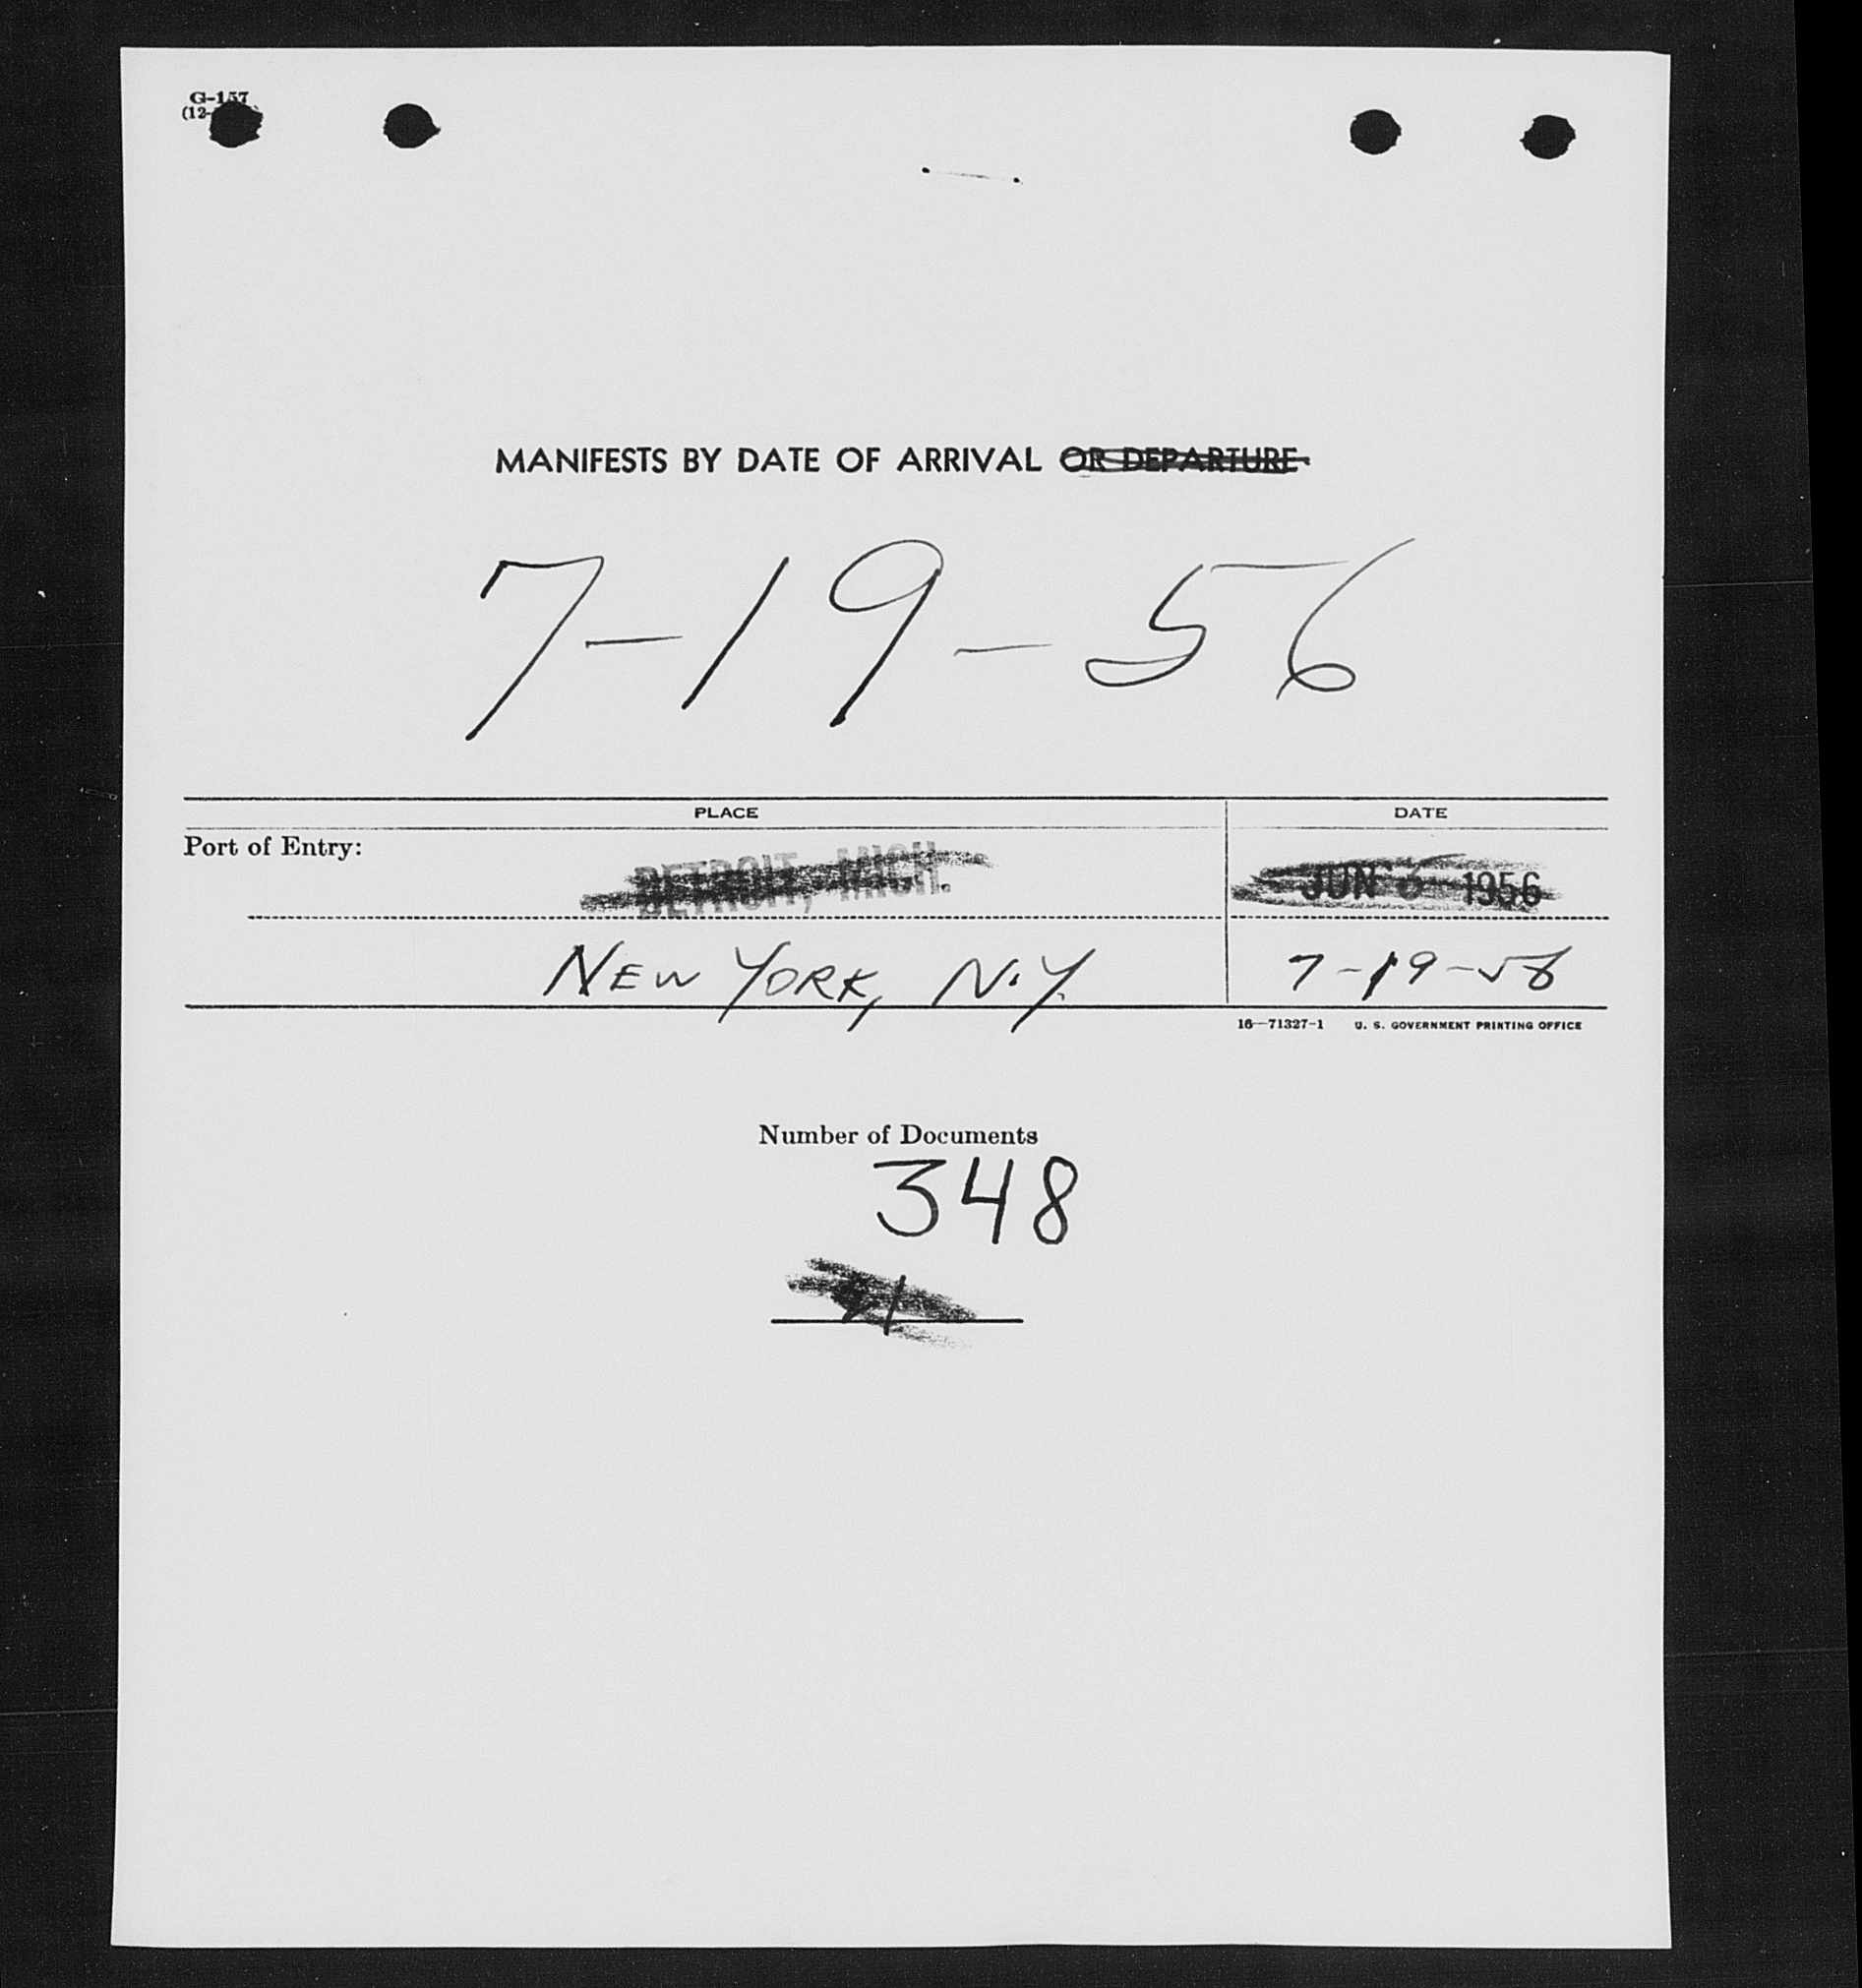 G-157
(12-
MANIFESTS BY DATE OF ARRIVAL OR DEPARTURE
7-19-56
PLACE DATE
Port of Entry: DETROIT, MICH. JUN 1956
NEW YORK, N.Y. 7-19-56
16—71327-1 U. S. GOVERNMENT PRINTING OFFICE
Number of Documents
348